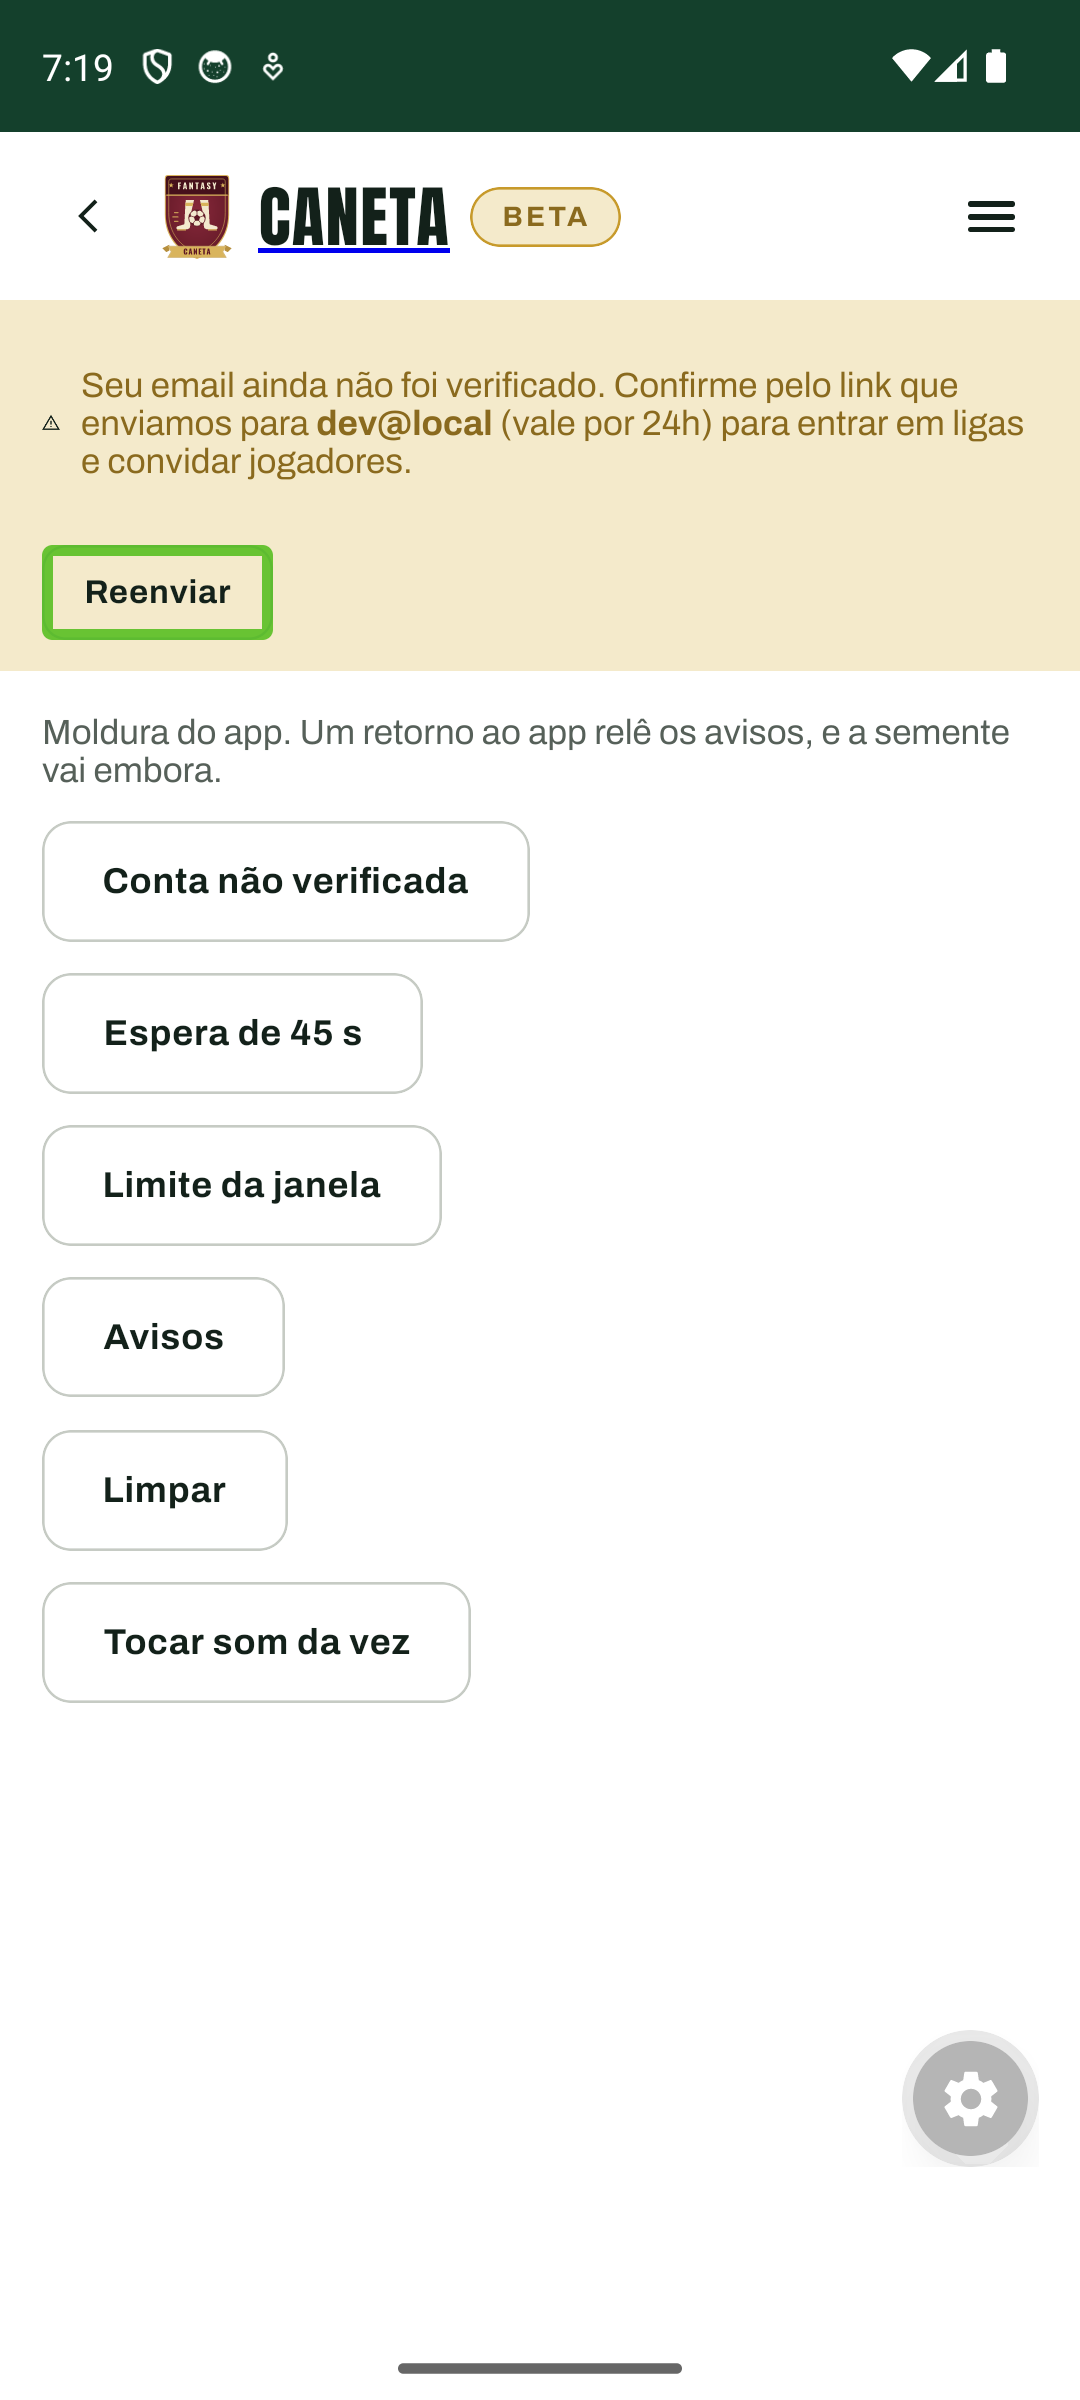 7:19
FANTASY
CANETA
CANETA
BETA
Seu email ainda não foi verificado. Confirme pelo link que
enviamos para dev@local (vale por 24h) para entrar em ligas
e convidar jogadores.
Reenviar
Moldura do app. Um retorno ao app relê os avisos, e a semente
vai embora.
Conta não verificada
Espera de 45 s
Limite da janela
Avisos
Limpar
Tocar som da vez